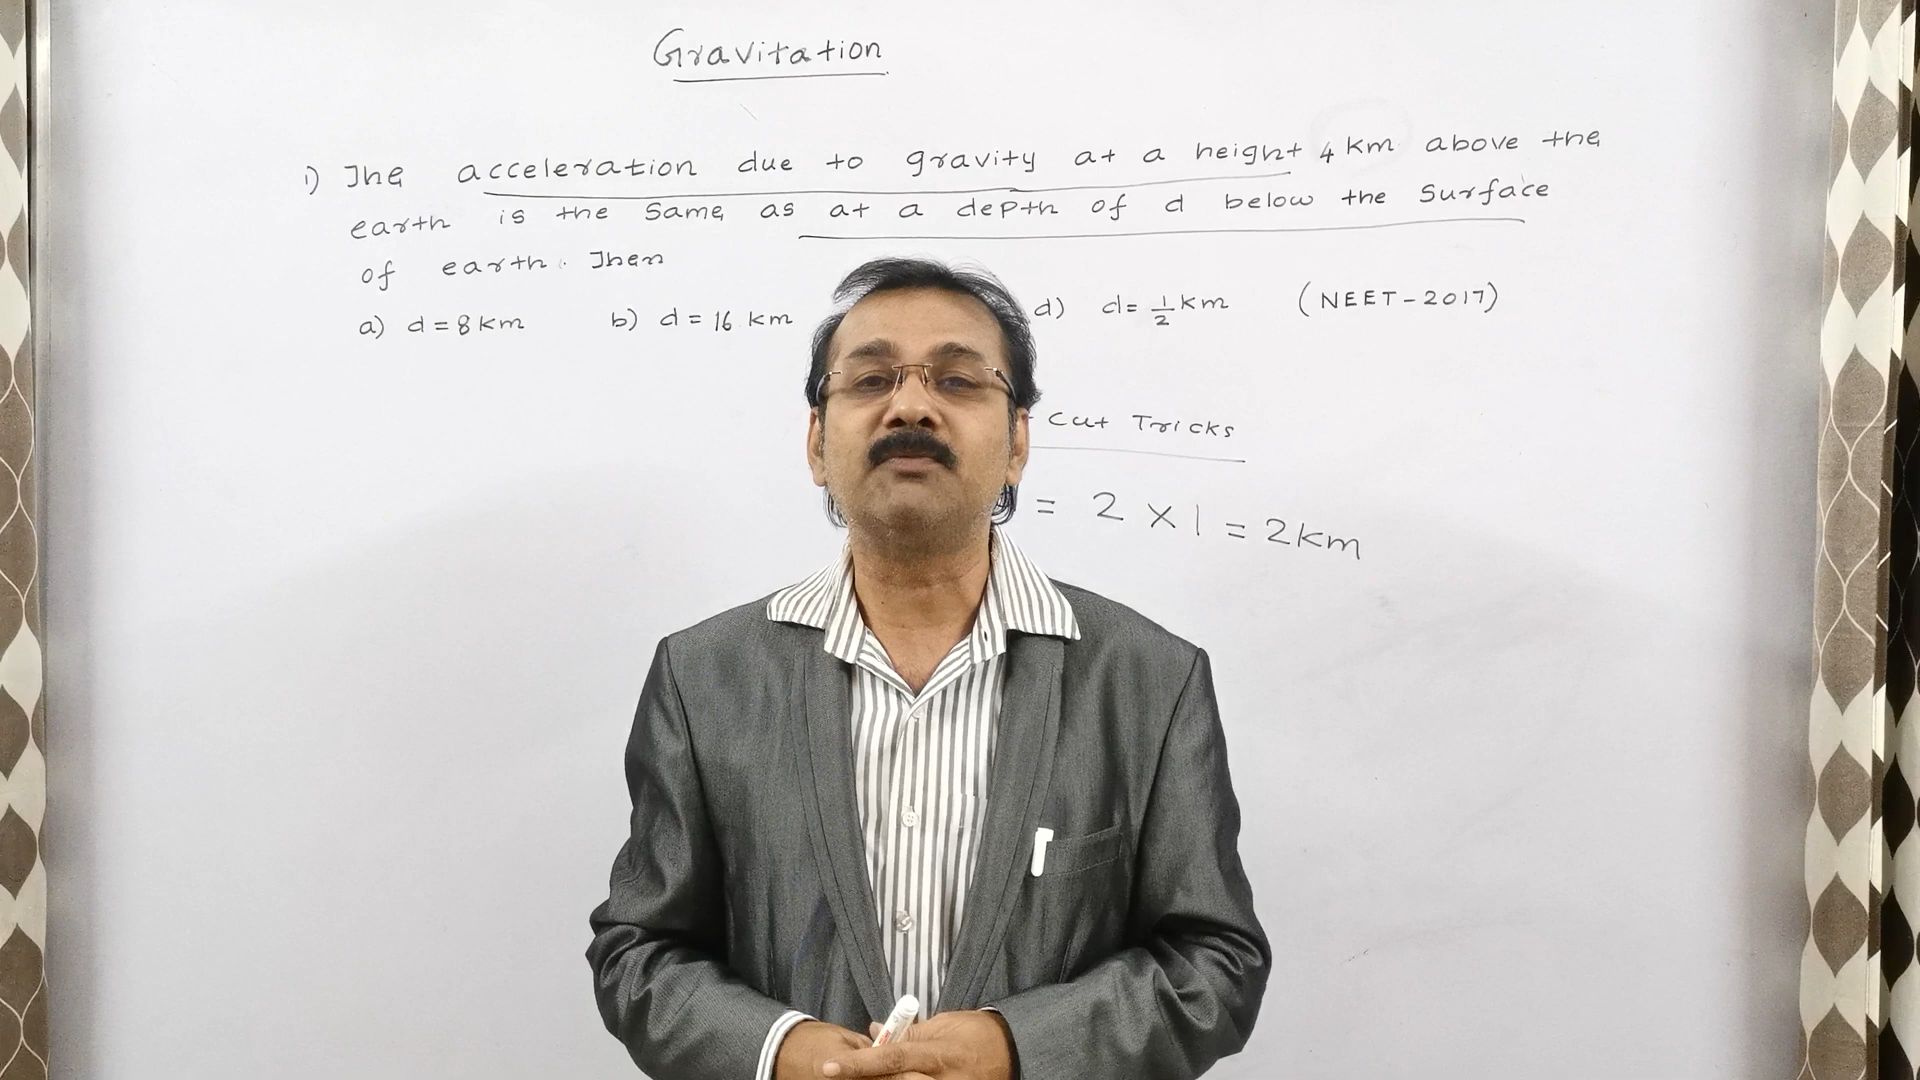 Gravitation
1) The acceleration due to gravity at a height 4 km above the
earth is the same as at a depth of d below the surface
of earth. Then
a) d = 8 km b) d = 16 km d) d = 1/2 km (NEET-2017)
Cut Tricks
= 2 × 1 = 2 km